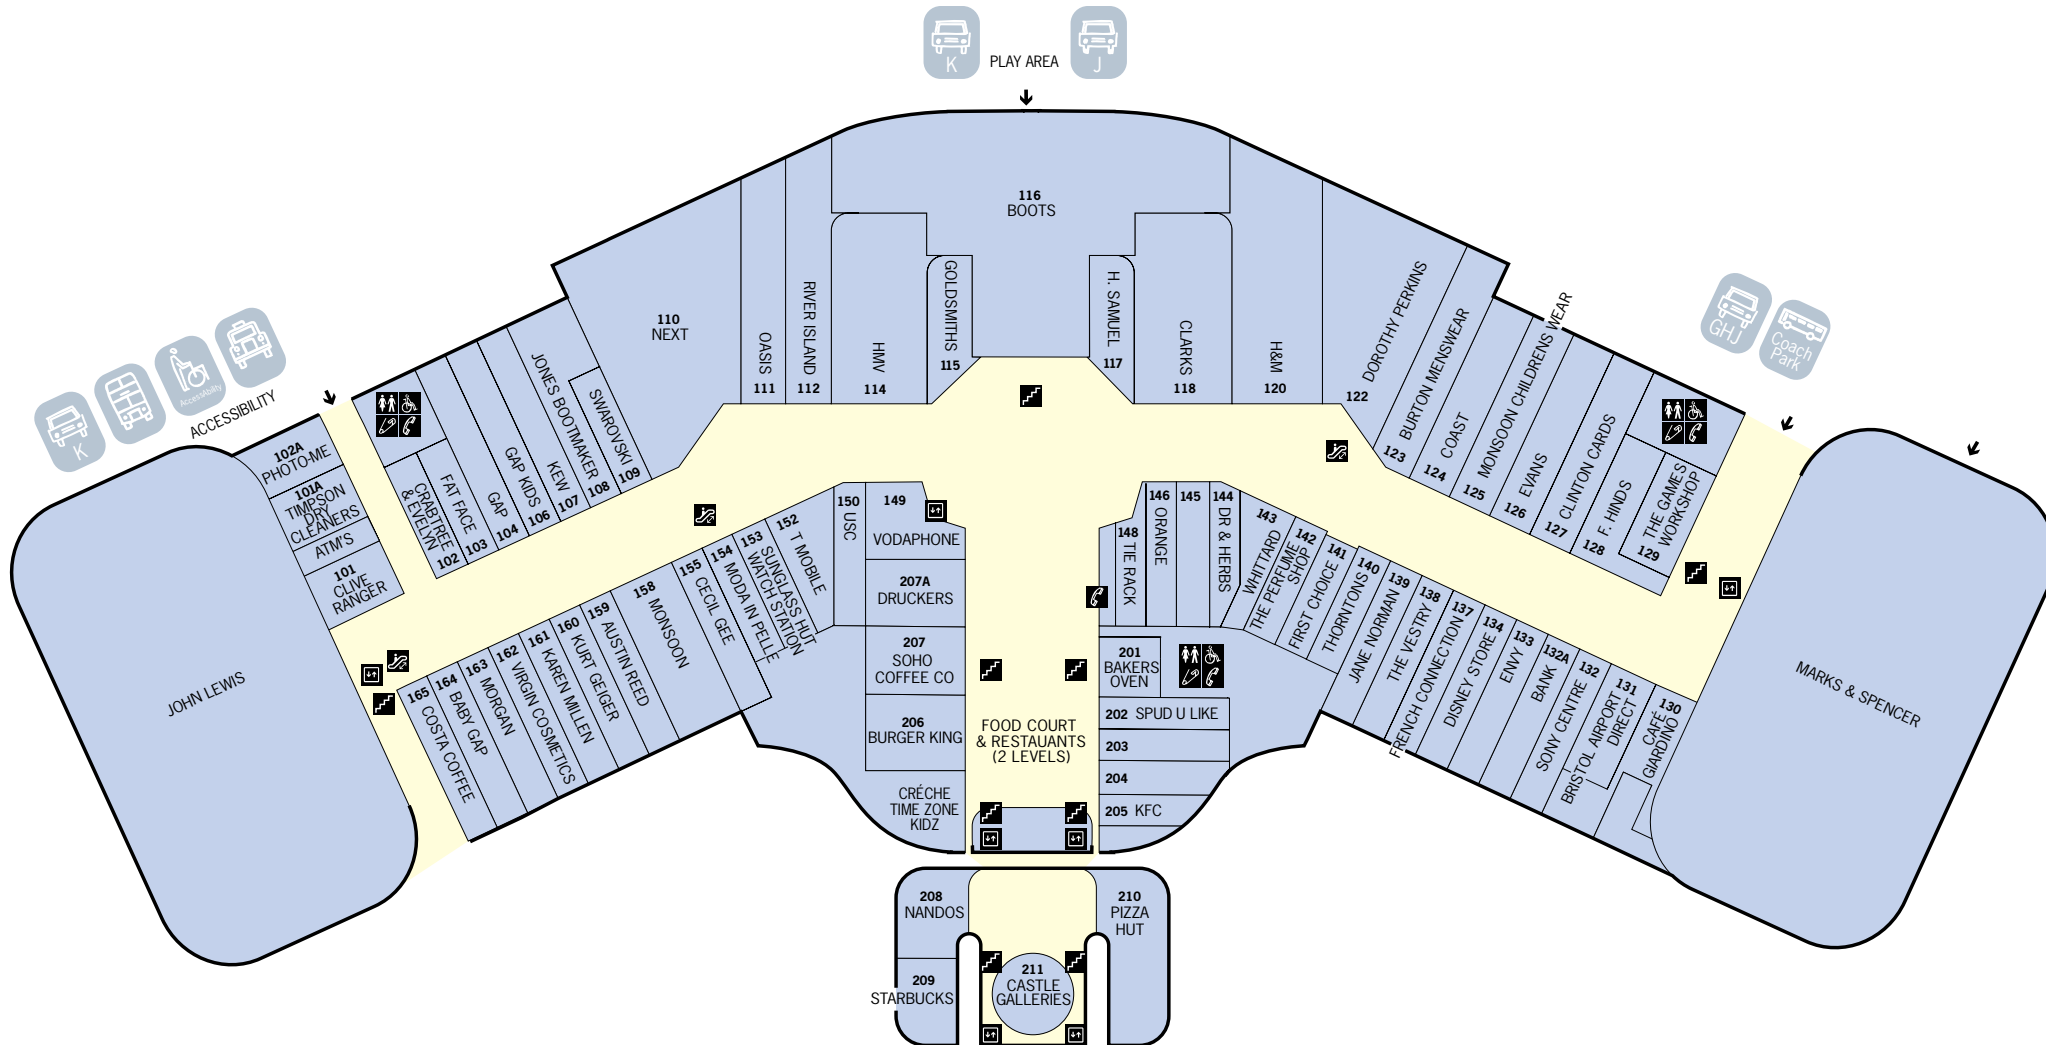 K
PLAY AREA
J
116
BOOTS
110
NEXT
OASIS
111
RIVER ISLAND
112
HMV
114
GOLDSMITHS
115
H. SAMUEL
117
CLARKS
118
H&M
120
DOROTHY PERKINS
122
BURTON MENSWEAR
123
COAST
124
MONSOON CHILDRENS WEAR
125
EVANS
126
CLINTON CARDS
127
F. HINDS
128
THE GAMES
WORKSHOP
129
GHJ
Coach
Park
K
AccessAbility
ACCESSIBILITY
102A
PHOTO-ME
101A
TIMPSON
DRY
CLEANERS
ATM'S
101
CLIVE
RANGER
CRABTREE
& EVELYN
102
FAT FACE
103
GAP
104
GAP KIDS
106
KEW
107
JONES BOOTMAKER
108
SWAROVSKI
109
JOHN LEWIS
165
COSTA COFFEE
164
BABY GAP
163
MORGAN
162
VIRGIN COSMETICS
161
KAREN MILLEN
160
KURT GEIGER
159
AUSTIN REED
158
MONSOON
155
CECIL GEE
154
MODA IN PELLE
153
SUNGLASS HUT
WATCH STATION
152
T MOBILE
150
USC
149
VODAPHONE
207A
DRUCKERS
207
SOHO
COFFEE CO
206
BURGER KING
CRÉCHE
TIME ZONE
KIDZ
FOOD COURT
& RESTAUANTS
(2 LEVELS)
148
TIE RACK
146
ORANGE
145
144
DR & HERBS
143
WHITTARD
142
THE PERFUME
SHOP
141
FIRST CHOICE
140
THORNTONS
139
JANE NORMAN
138
THE VESTRY
137
FRENCH CONNECTION
134
DISNEY STORE
133
ENVY
132A
BANK
132
SONY CENTRE
131
BRISTOL AIRPORT
DIRECT
130
CAFÉ
GIARDINO
MARKS & SPENCER
201
BAKERS
OVEN
202 SPUD U LIKE
203
204
205 KFC
208
NANDOS
209
STARBUCKS
210
PIZZA
HUT
211
CASTLE
GALLERIES